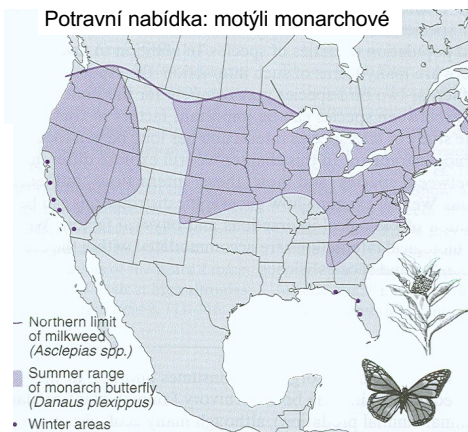 Potravní nabídka: motýli monarchové
Northern limit
of milkweed
(Asclepias spp.)
Summer range
of monarch butterfly
(Danaus plexippus)
Winter areas